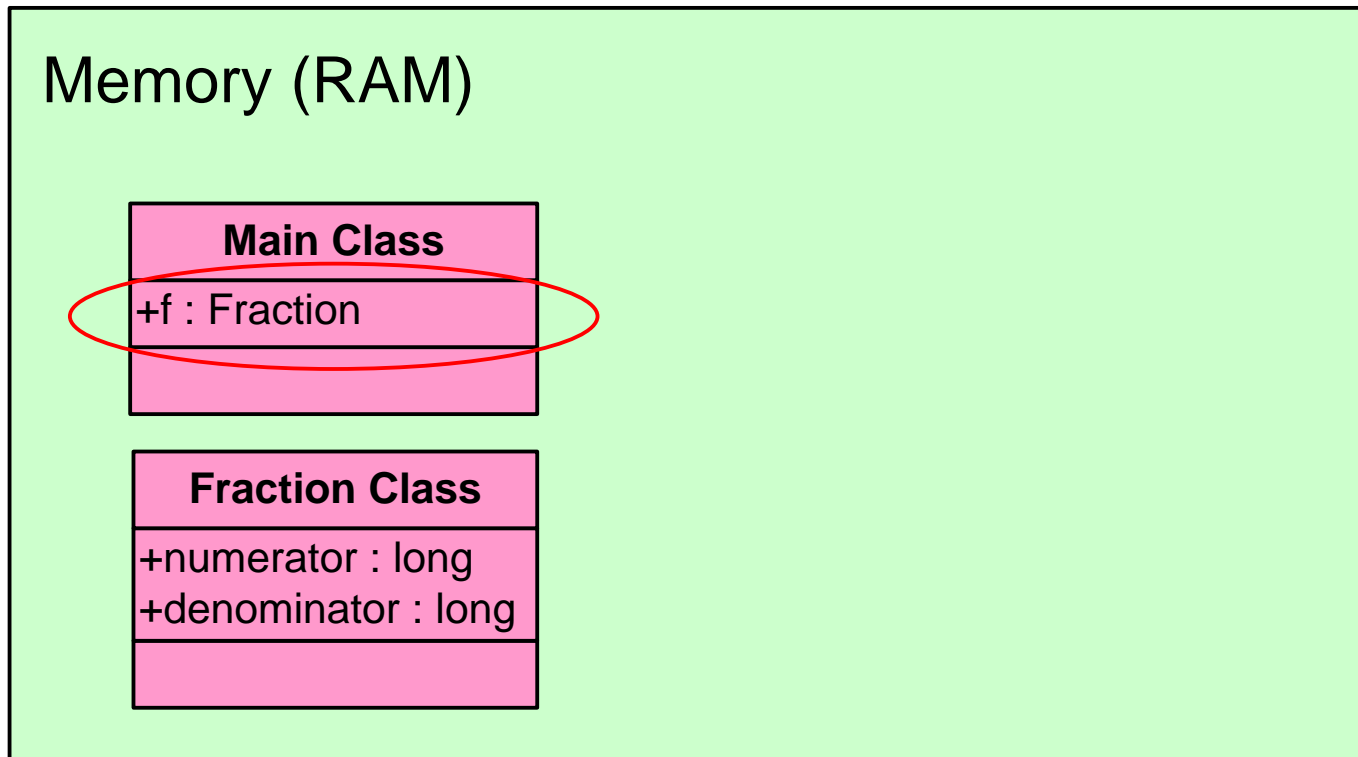 Memory (RAM)
Main Class
+f : Fraction
Fraction Class
+numerator : long
+denominator : long